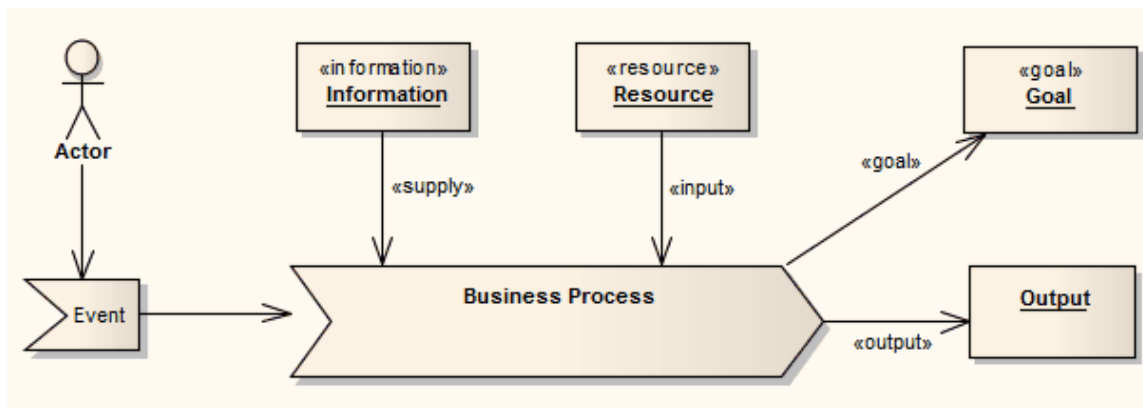 «information»
Information
«resource»
Resource
«goal»
Goal
Actor
«supply»
«input»
«goal»
Event
Business Process
Output
«output»